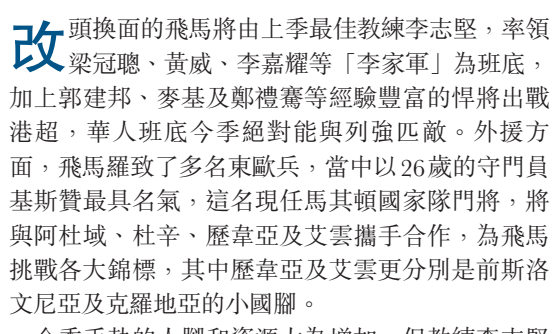 改頭換面的飛馬將由上季最佳教練李志堅，率領
梁冠聰、黃威、李嘉耀等「李家軍」為班底，
加上郭建邦、麥基及鄭禮騫等經驗豐富的悍將出戰
港超，華人班底今季絕對能與列強匹敵。外援方
面，飛馬羅致了多名東歐兵，當中以26歲的守門員
基斯贊最具名氣，這名現任馬其頓國家隊門將，將
與阿杜域、杜辛、歷韋亞及艾雲攜手合作，為飛馬
挑戰各大錦標，其中歷韋亞及艾雲更分別是前斯洛
文尼亞及克羅地亞的小國腳。